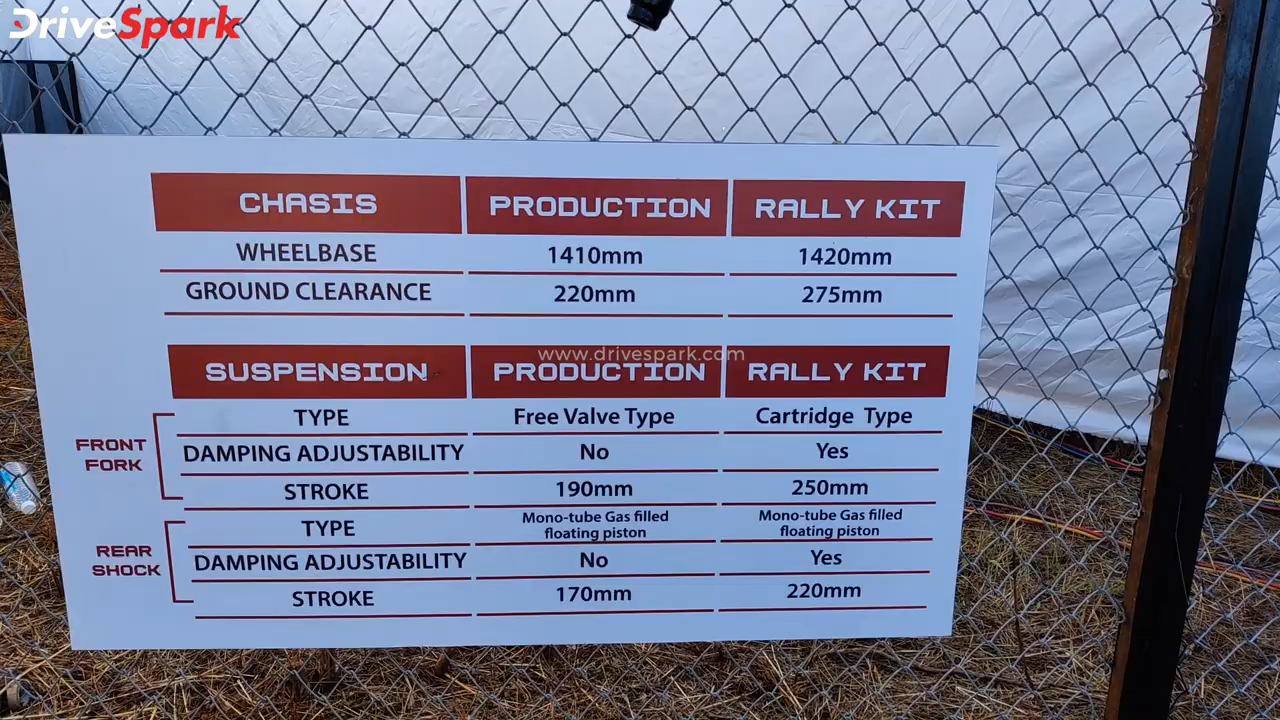 DriveSpark
CHASIS PRODUCTION RALLY KIT
WHEELBASE 1410mm 1420mm
GROUND CLEARANCE 220mm 275mm
www.drivespark.com
SUSPENSION PRODUCTION RALLY KIT
FRONT
FORK
TYPE Free Valve Type Cartridge Type
DAMPING ADJUSTABILITY No Yes
STROKE 190mm 250mm
REAR
SHOCK
TYPE Mono-tube Gas filled Mono-tube Gas filled
floating piston floating piston
DAMPING ADJUSTABILITY No Yes
STROKE 170mm 220mm